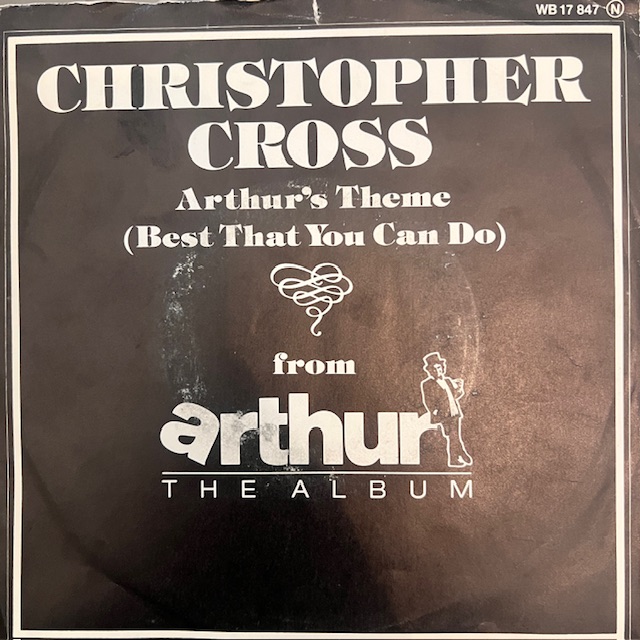 WB 17 847 N
CHRISTOPHER
CROSS
Arthur's Theme
(Best That You Can Do)
from
arthur
THE ALBUM